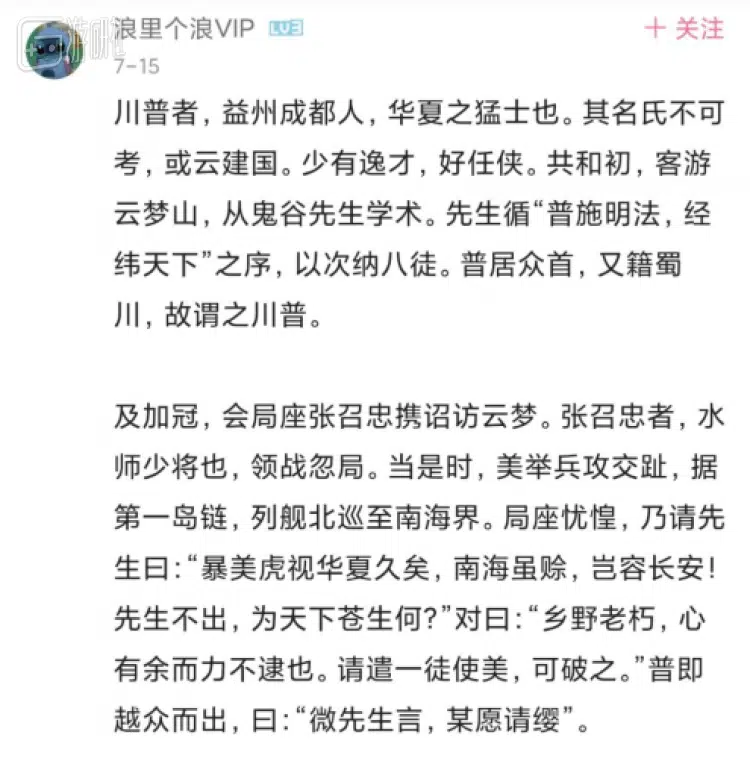 浪里个浪VIP LV3
+ 关注
7-15
川普者，益州成都人，华夏之猛士也。其名氏不可
考，或云建国。少有逸才，好任侠。共和初，客游
云梦山，从鬼谷先生学术。先生循“普施明法，经
纬天下”之序，以次纳八徒。普居众首，又籍蜀
川，故谓之川普。
及加冠，会局座张召忠携诏访云梦。张召忠者，水
师少将也，领战忽局。当是时，美举兵攻交趾，据
第一岛链，列舰北巡至南海界。局座忧惶，乃请先
生曰：“暴美虎视华夏久矣，南海虽赊，岂容长安！
先生不出，为天下苍生何？”对曰：“乡野老朽，心
有余而力不逮也。请遣一徒使美，可破之。”普即
越众而出，曰：“微先生言，某愿请缨”。